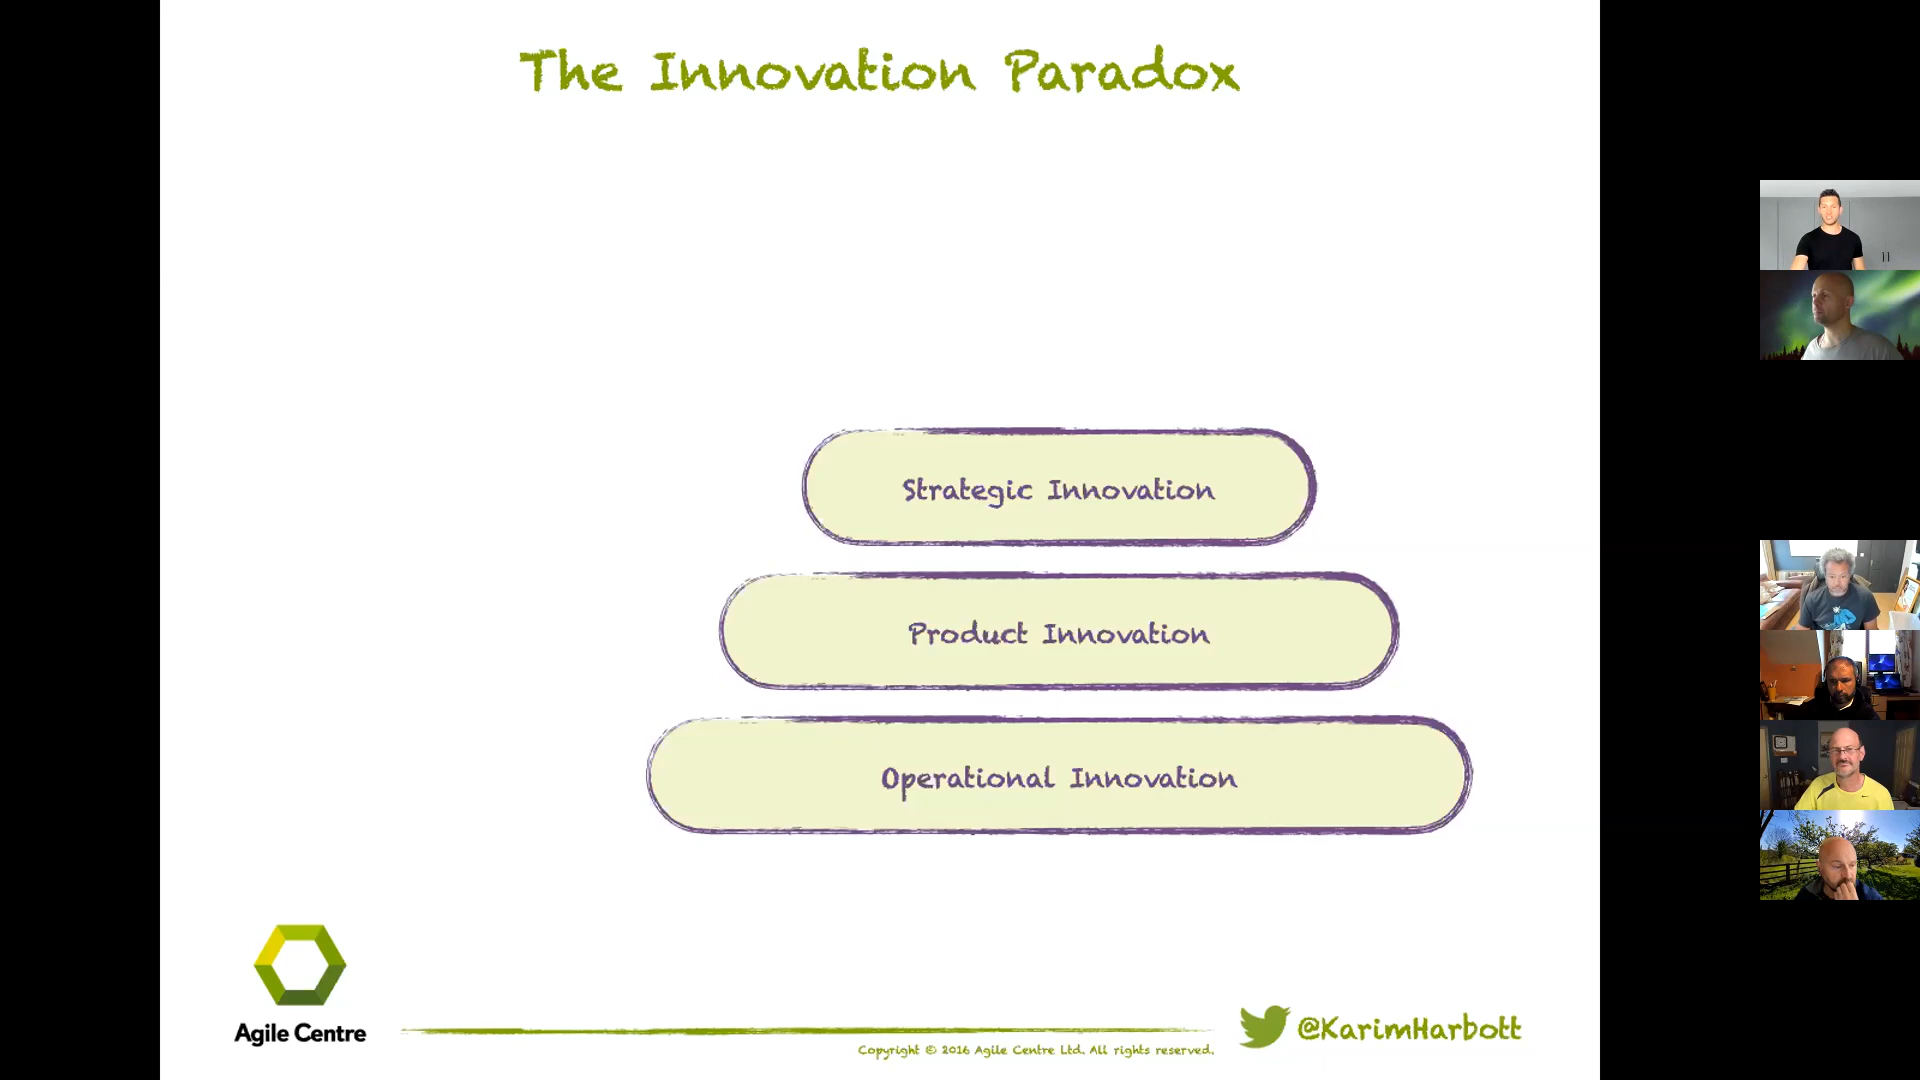 The Innovation Paradox
Strategic Innovation
Product Innovation
Operational Innovation
Agile Centre
@KarimHarbott
Copyright © 2016 Agile Centre Ltd. All rights reserved.